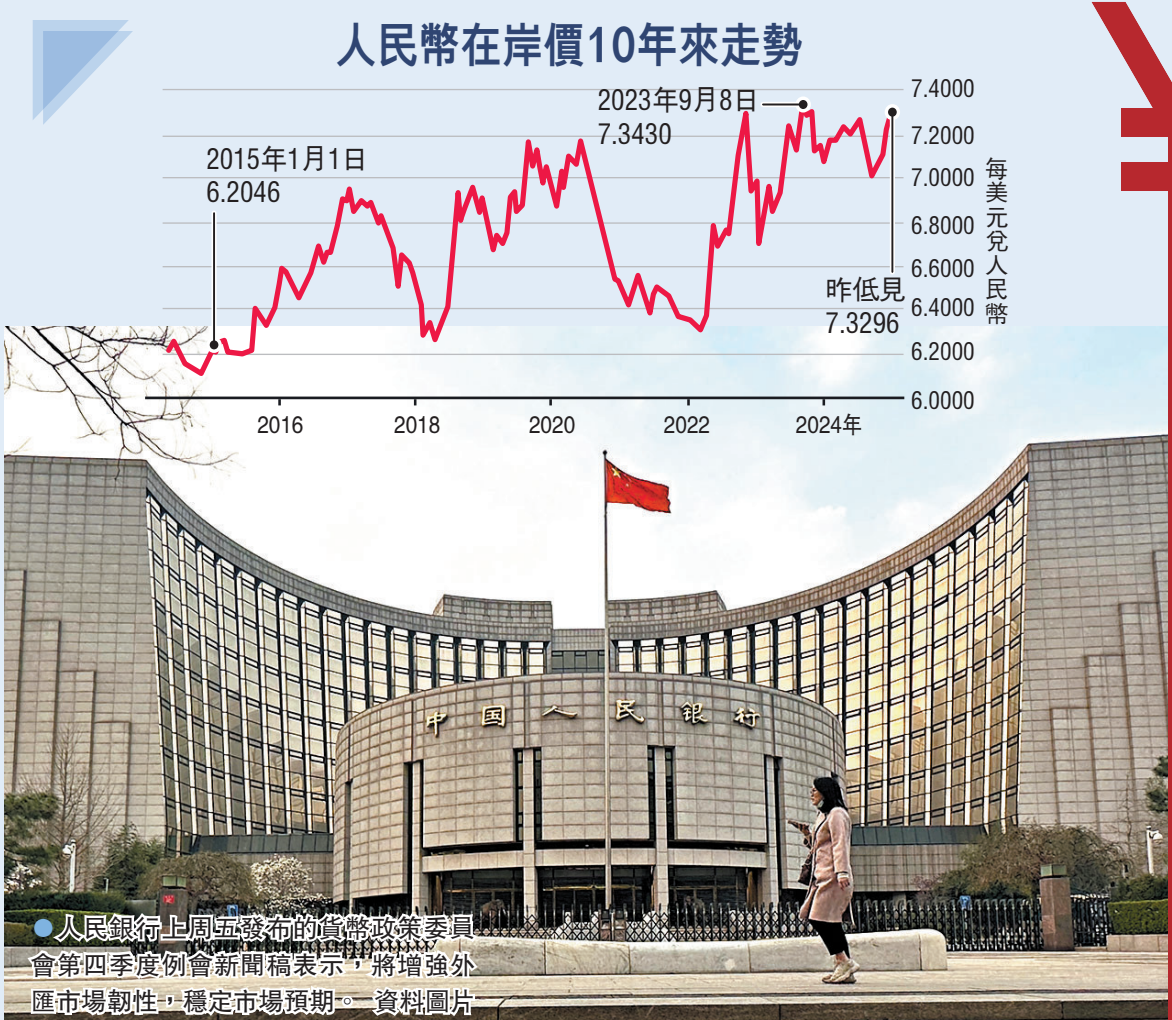 人民幣在岸價10年來走勢
2023年9月8日
7.3430
2015年1月1日
6.2046
昨低見
7.3296
7.4000
7.2000
7.0000
6.8000
6.6000
6.4000
6.2000
6.0000
每美元兌人民幣
2016
2018
2020
2022
2024年
¥
中国人民银行
●人民銀行上周五發布的貨幣政策委員
會第四季度例會新聞稿表示，將增強外
匯市場韌性，穩定市場預期。 資料圖片